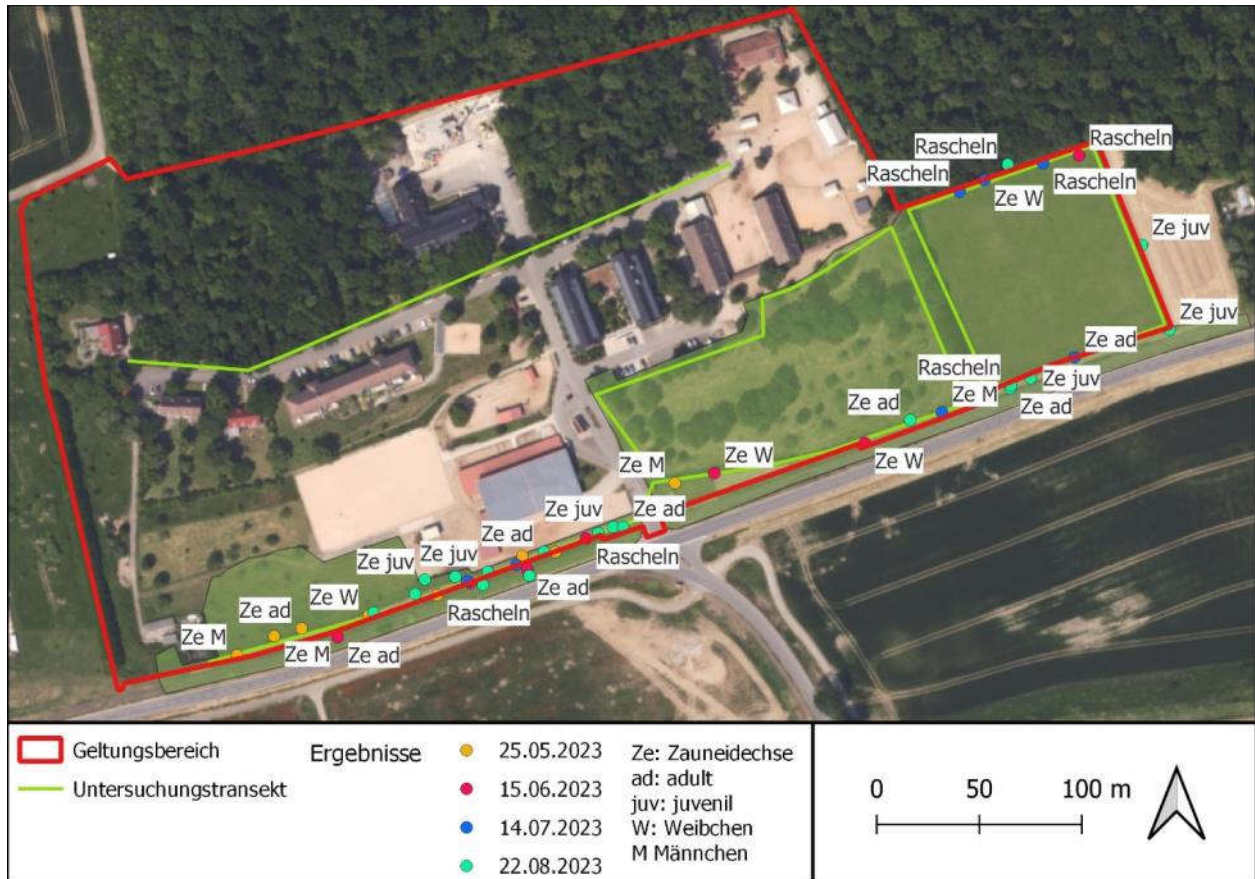 Rascheln
Rascheln
Rascheln
Ze W
Rascheln
Ze juv
Ze juv
Ze ad
Rascheln
Ze M
Ze juv
Ze ad
Ze ad
Ze W
Ze M
Ze W
Ze juv
Ze ad
Ze ad
Rascheln
Ze juv
Ze juv
Ze ad
Rascheln
Ze W
Ze ad
Ze M
Ze M
Ze ad
Geltungsbereich
Untersuchungstransekt
Ergebnisse
25.05.2023
15.06.2023
14.07.2023
22.08.2023
Ze: Zauneidechse
ad: adult
juv: juvenil
W: Weibchen
M Männchen
0 50 100 m